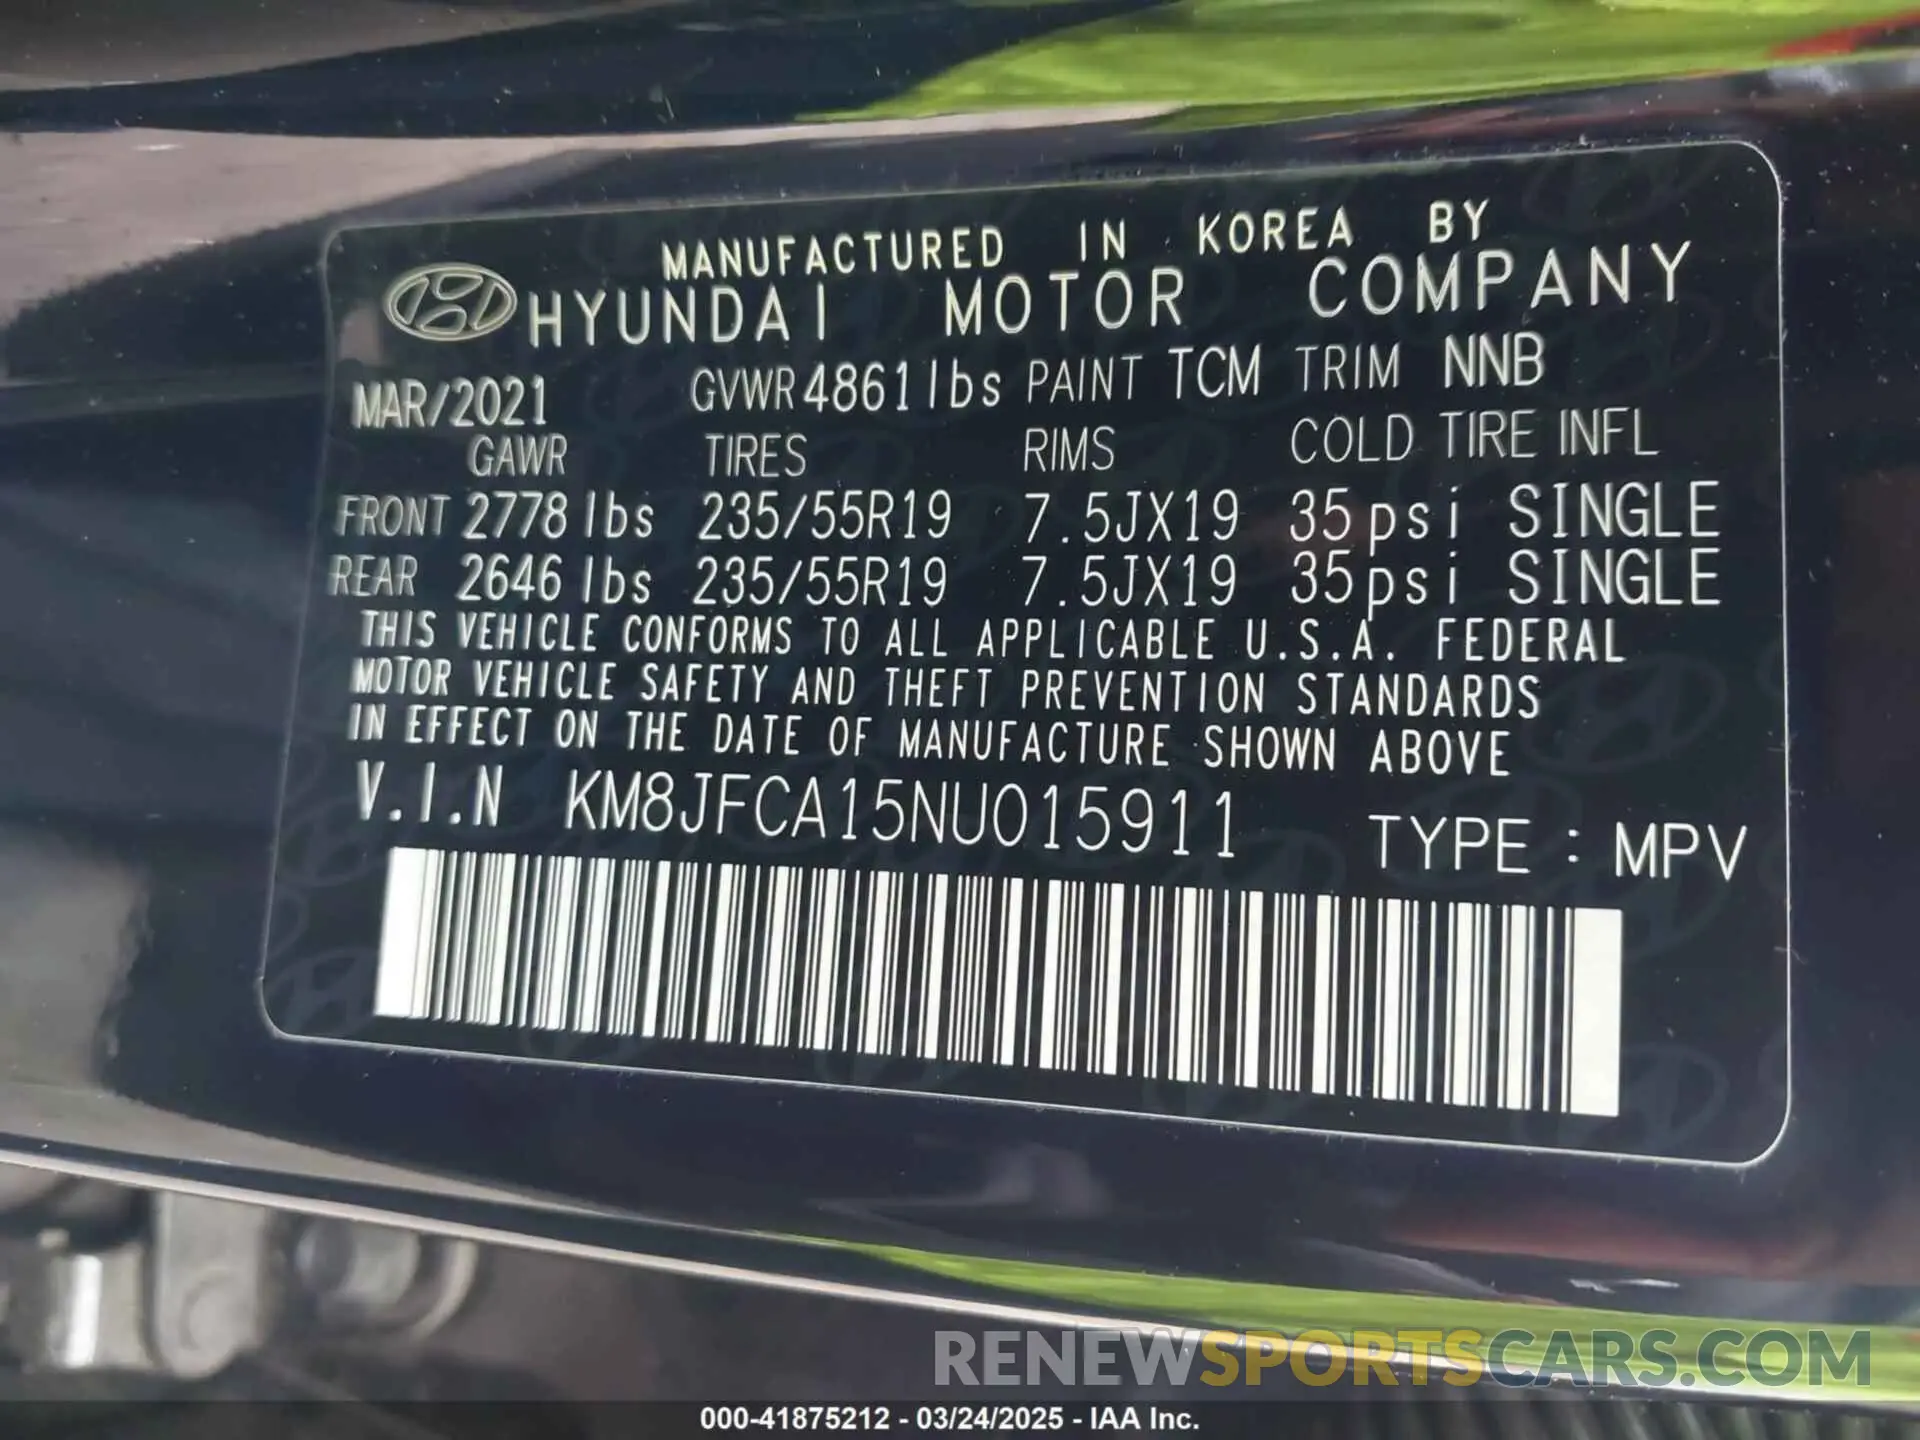 MANUFACTURED IN KOREA BY
HYUNDAI MOTOR COMPANY
MAR/2021 GVWR 4861lbs PAINT TCM TRIM NNB
GAWR TIRES RIMS COLD TIRE INFL
FRONT 2778 lbs 235/55R19 7.5JX19 35psi SINGLE
REAR 2646 lbs 235/55R19 7.5JX19 35psi SINGLE
THIS VEHICLE CONFORMS TO ALL APPLICABLE U.S.A. FEDERAL
MOTOR VEHICLE SAFETY AND THEFT PREVENTION STANDARDS
IN EFFECT ON THE DATE OF MANUFACTURE SHOWN ABOVE
V.I.N KM8JFCA15NU015911 TYPE : MPV
RENEWSPORTSCARS.COM
000-41875212 - 03/24/2025 - IAA Inc.